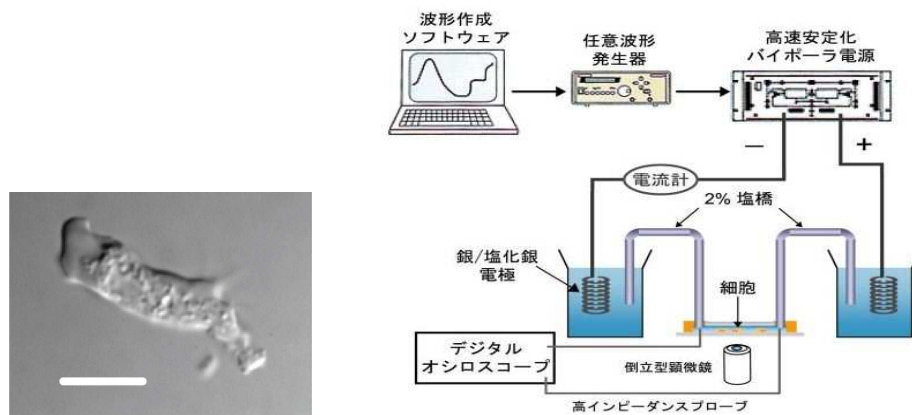 波形作成
ソフトウェア
任意波形
発生器
高速安定化
バイポーラ電源
−
+
電流計
2% 塩橋
銀/塩化銀
電極
細胞
デジタル
オシロスコープ
倒立型顕微鏡
高インピーダンスプローブ